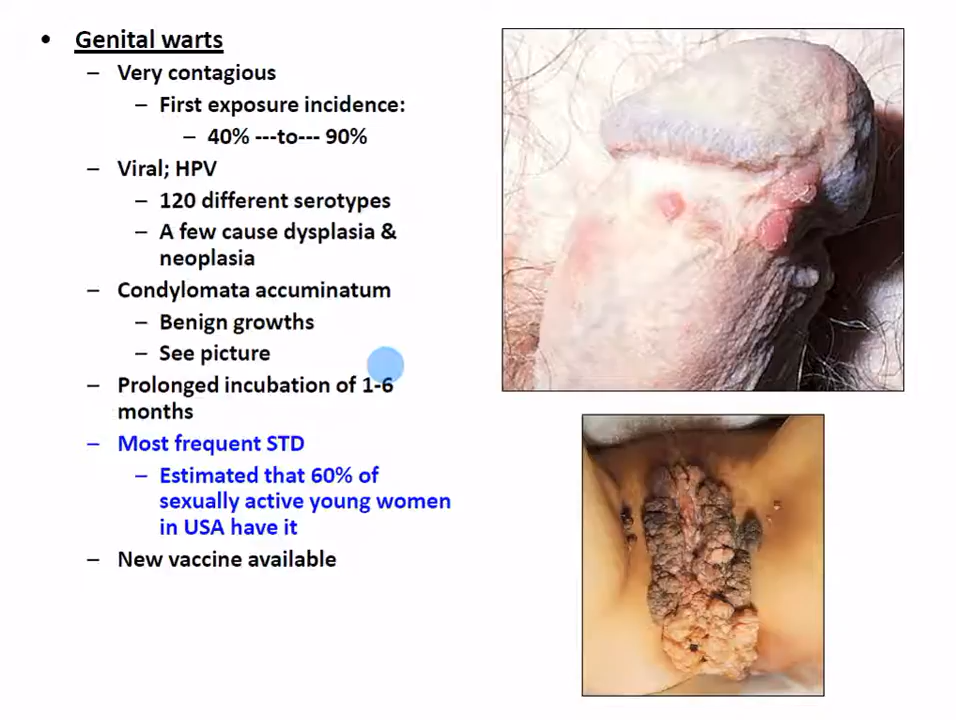 • Genital warts
– Very contagious
– First exposure incidence:
– 40% ---to--- 90%
– Viral; HPV
– 120 different serotypes
– A few cause dysplasia &
neoplasia
– Condylomata accuminatum
– Benign growths
– See picture
– Prolonged incubation of 1-6
months
– Most frequent STD
– Estimated that 60% of
sexually active young women
in USA have it
– New vaccine available